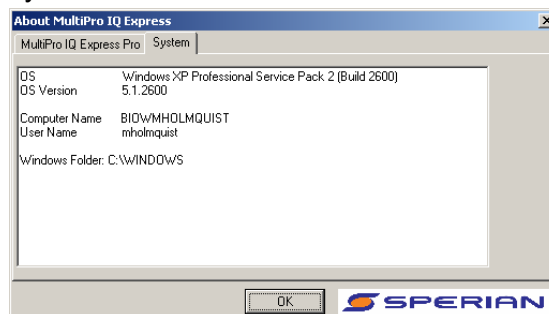 About MultiPro IQ Express
MultiPro IQ Express Pro System
OS Windows XP Professional Service Pack 2 (Build 2600)
OS Version 5.1.2600
Computer Name BIOWMHOLMQUIST
User Name mholmquist
Windows Folder: C:\WINDOWS
OK
SPERIAN